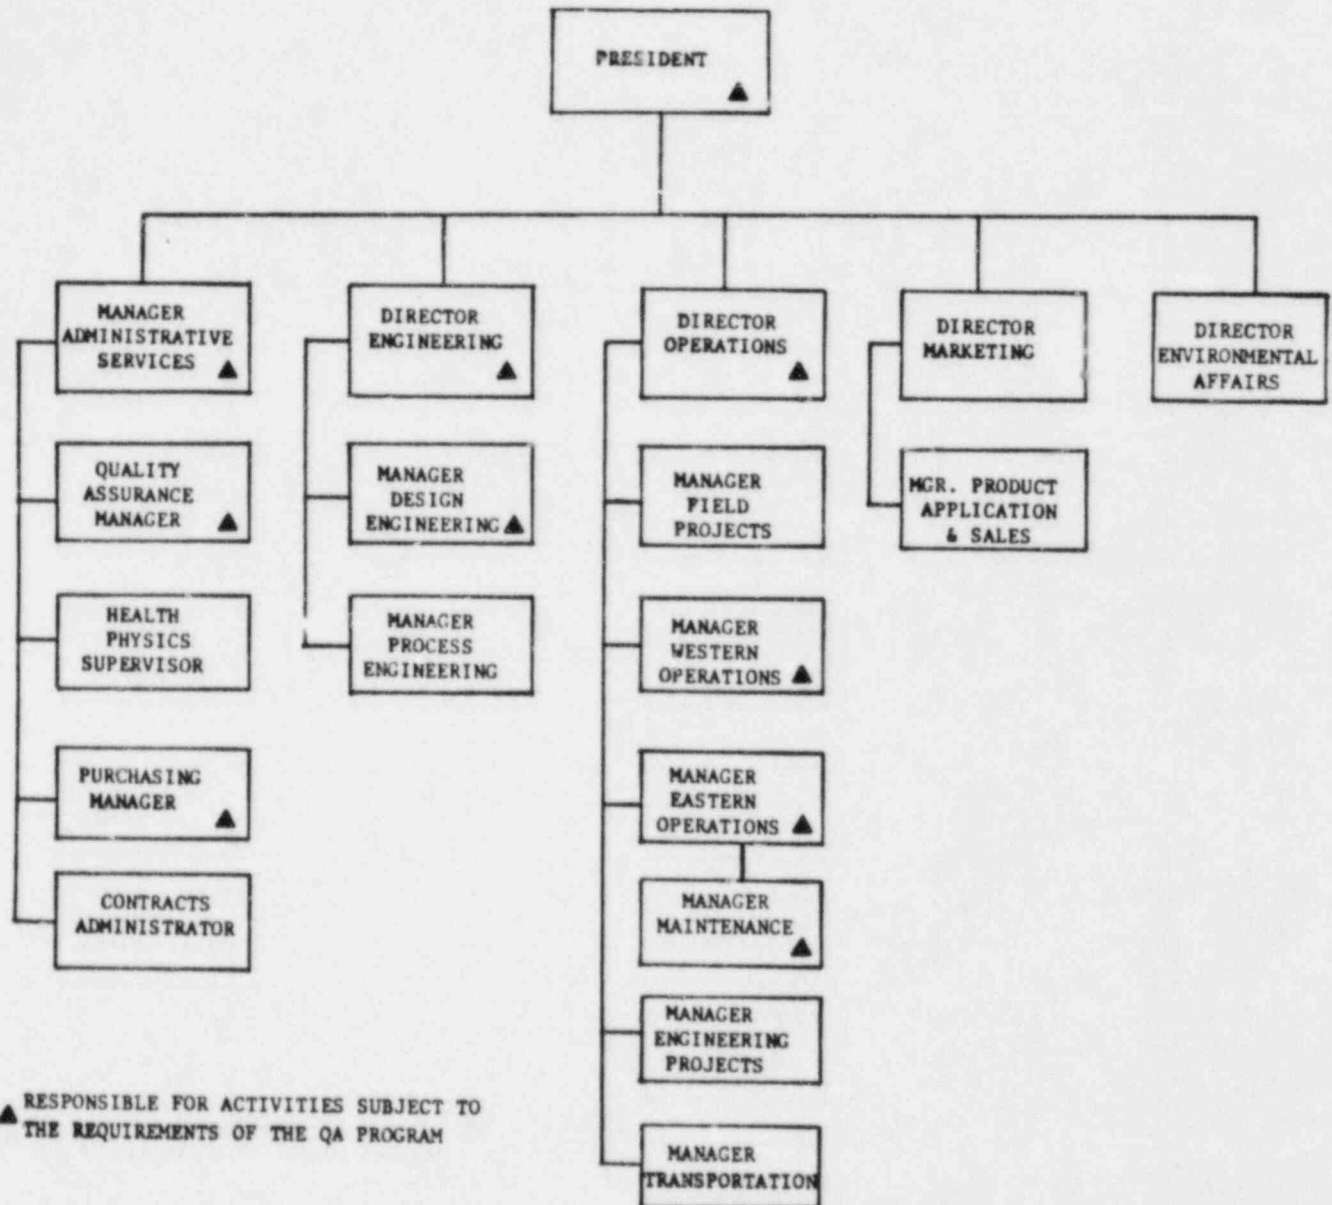 PRESIDENT
▲
MANAGER
ADMINISTRATIVE
SERVICES ▲
DIRECTOR
ENGINEERING ▲
DIRECTOR
OPERATIONS ▲
DIRECTOR
MARKETING
DIRECTOR
ENVIRONMENTAL
AFFAIRS
QUALITY
ASSURANCE
MANAGER ▲
MANAGER
DESIGN
ENGINEERING ▲
MANAGER
FIELD
PROJECTS
MGR. PRODUCT
APPLICATION
& SALES
HEALTH
PHYSICS
SUPERVISOR
MANAGER
PROCESS
ENGINEERING
MANAGER
WESTERN
OPERATIONS ▲
PURCHASING
MANAGER ▲
MANAGER
EASTERN
OPERATIONS ▲
CONTRACTS
ADMINISTRATOR
MANAGER
MAINTENANCE ▲
MANAGER
ENGINEERING
PROJECTS
MANAGER
TRANSPORTATION
▲ RESPONSIBLE FOR ACTIVITIES SUBJECT TO
THE REQUIREMENTS OF THE QA PROGRAM